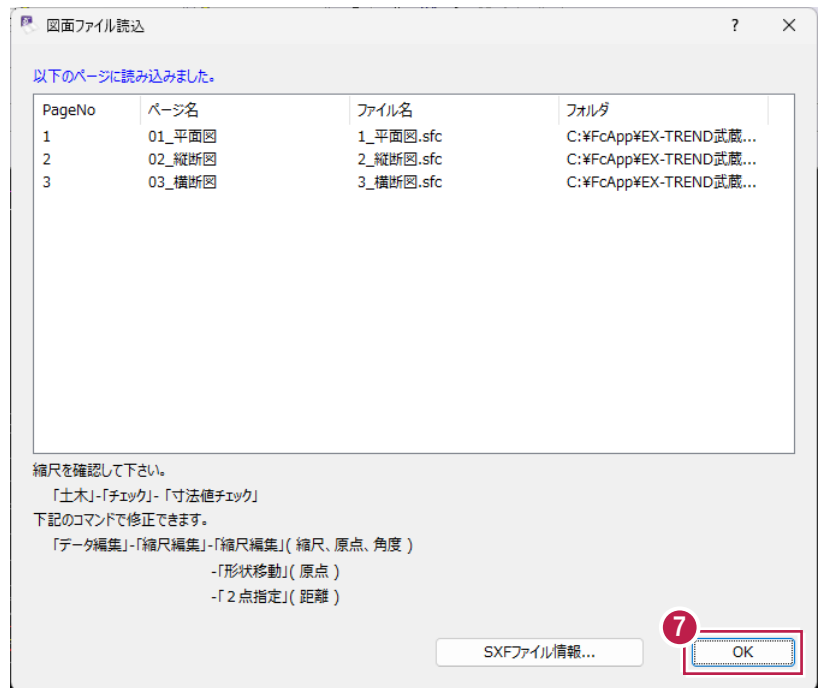 図面ファイル読込 ? ×
以下のページに読み込みました。
PageNo ページ名 ファイル名 フォルダ
1 01_平面図 1_平面図.sfc C:¥FcApp¥EX-TREND武蔵...
2 02_縦断図 2_縦断図.sfc C:¥FcApp¥EX-TREND武蔵...
3 03_横断図 3_横断図.sfc C:¥FcApp¥EX-TREND武蔵...
縮尺を確認して下さい。
「土木」-「チェック」-「寸法値チェック」
下記のコマンドで修正できます。
「データ編集」-「縮尺編集」-「縮尺編集」( 縮尺、原点、角度 )
-「形状移動」( 原点 )
-「２点指定」( 距離 )
7
SXFファイル情報... OK